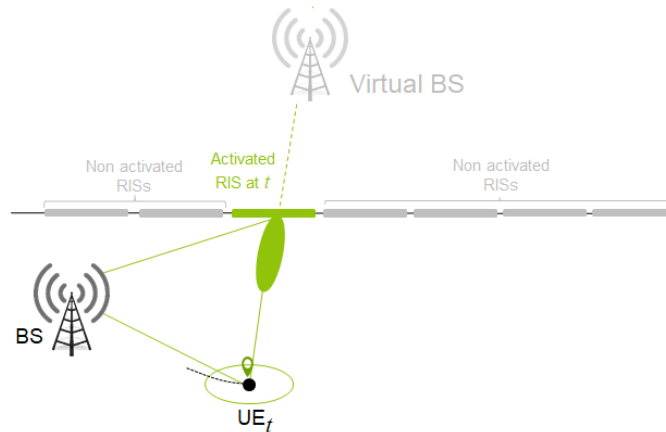 Virtual BS
Activated
RIS at t
Non activated
RISs
Non activated
RISs
BS
UEt